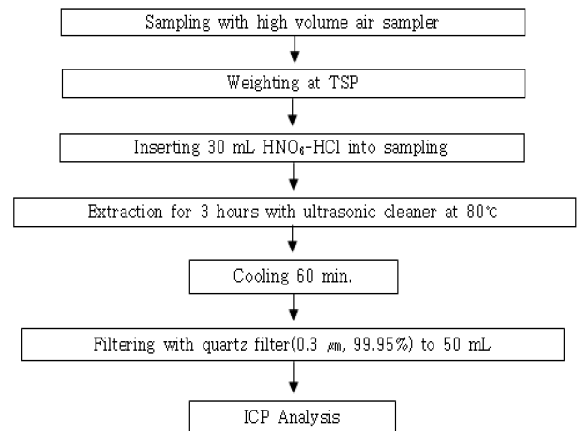 Sampling with high volume air sampler
Weighting at TSP
Inserting 30 mL HNO₆-HCl into sampling
Extraction for 3 hours with ultrasonic cleaner at 80℃
Cooling 60 min.
Filtering with quartz filter(0.3 ㎛, 99.95%) to 50 mL
ICP Analysis